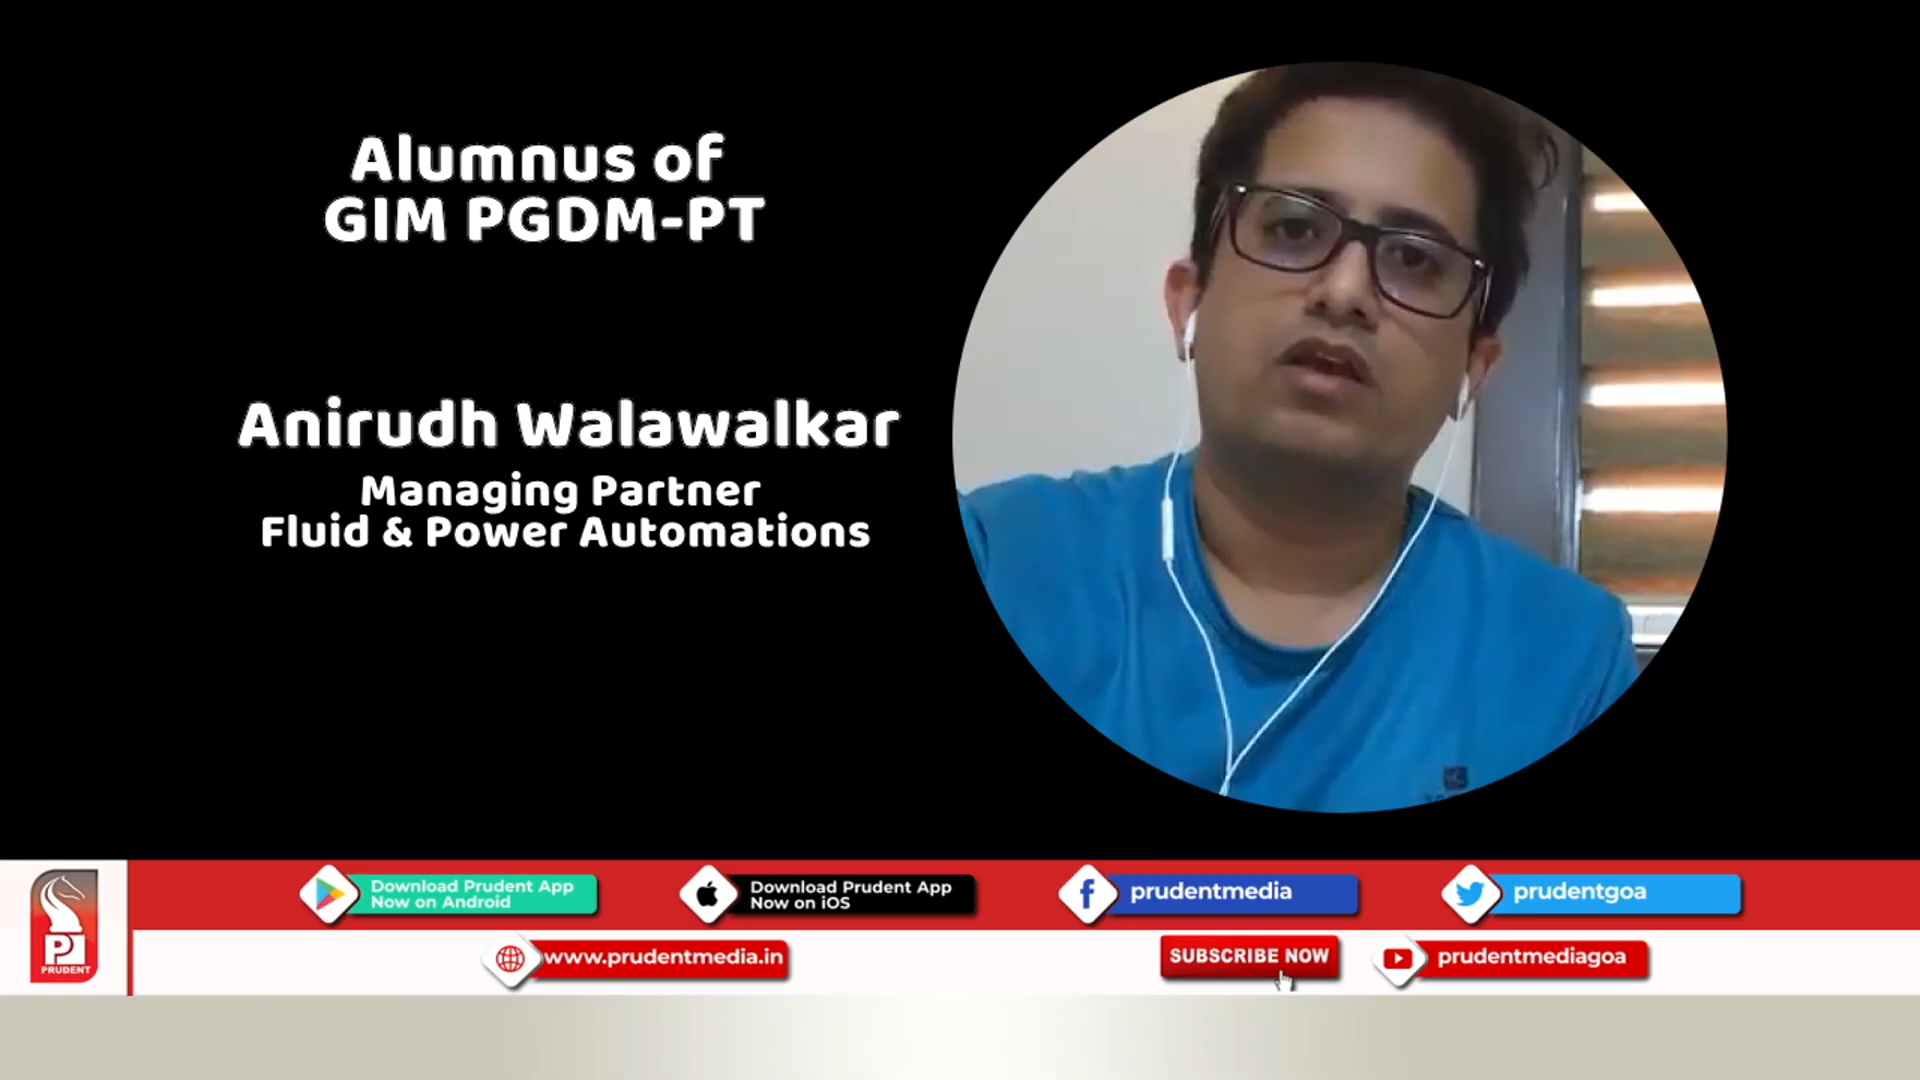 Alumnus of
GIM PGDM-PT
Anirudh Walawalkar
Managing Partner
Fluid & Power Automations
Download Prudent App
Now on Android
Download Prudent App
Now on iOS
prudentmedia
prudentgoa
PRUDENT
www.prudentmedia.in
SUBSCRIBE NOW
prudentmediagoa